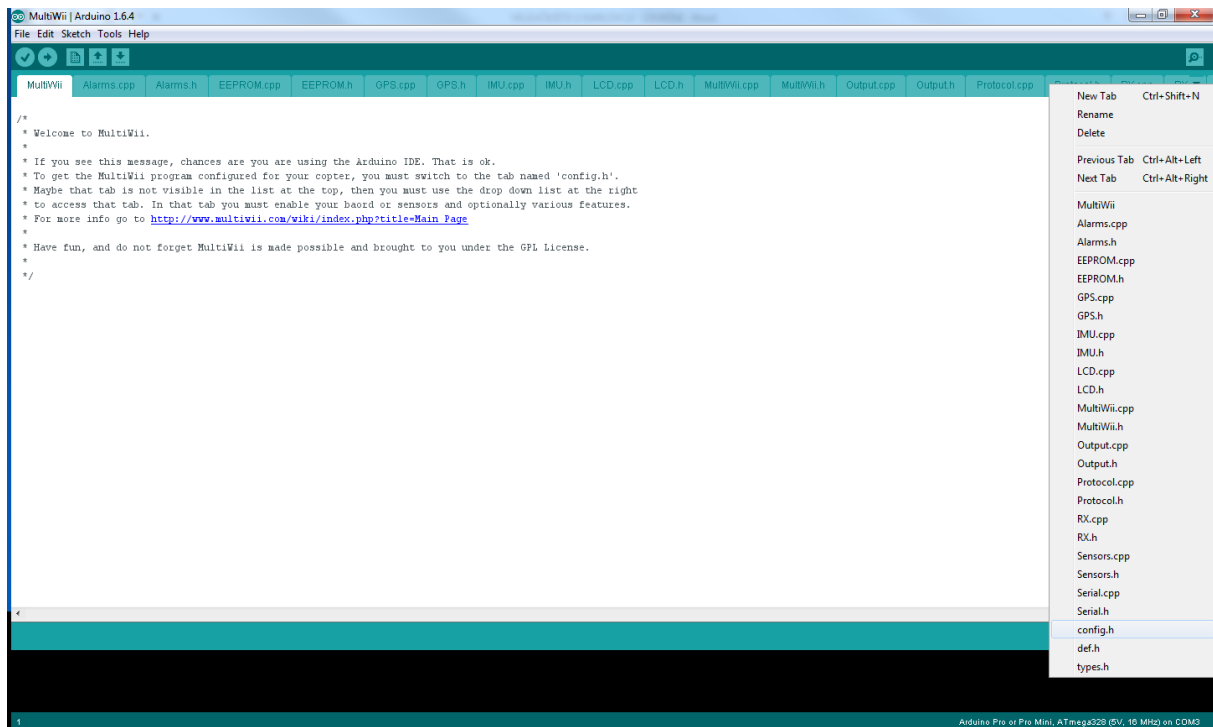 MultiWii | Arduino 1.6.4
File Edit Sketch Tools Help
MultiWii Alarms.cpp Alarms.h EEPROM.cpp EEPROM.h GPS.cpp GPS.h IMU.cpp IMU.h LCD.cpp LCD.h MultiWii.cpp MultiWii.h Output.cpp Output.h Protocol.cpp
/*
* Welcome to MultiWii.
*
* If you see this message, chances are you are using the Arduino IDE. That is ok.
* To get the MultiWii program configured for your copter, you must switch to the tab named 'config.h'.
* Maybe that tab is not visible in the list at the top, then you must use the drop down list at the right
* to access that tab. In that tab you must enable your baord or sensors and optionally various features.
* For more info go to http://www.multiwii.com/wiki/index.php?title=Main Page
*
* Have fun, and do not forget MultiWii is made possible and brought to you under the GPL License.
*
*/
New Tab Ctrl+Shift+N
Rename
Delete
Previous Tab Ctrl+Alt+Left
Next Tab Ctrl+Alt+Right
MultiWii
Alarms.cpp
Alarms.h
EEPROM.cpp
EEPROM.h
GPS.cpp
GPS.h
IMU.cpp
IMU.h
LCD.cpp
LCD.h
MultiWii.cpp
MultiWii.h
Output.cpp
Output.h
Protocol.cpp
Protocol.h
RX.cpp
RX.h
Sensors.cpp
Sensors.h
Serial.cpp
Serial.h
config.h
def.h
types.h
1
Arduino Pro or Pro Mini, ATmega328 (5V, 16 MHz) on COM3